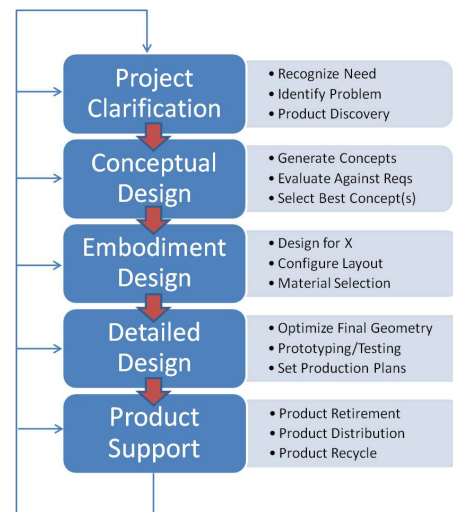 Project
Clarification
• Recognize Need
• Identify Problem
• Product Discovery
Conceptual
Design
• Generate Concepts
• Evaluate Against Reqs
• Select Best Concept(s)
Embodiment
Design
• Design for X
• Configure Layout
• Material Selection
Detailed
Design
• Optimize Final Geometry
• Prototyping/Testing
• Set Production Plans
Product
Support
• Product Retirement
• Product Distribution
• Product Recycle